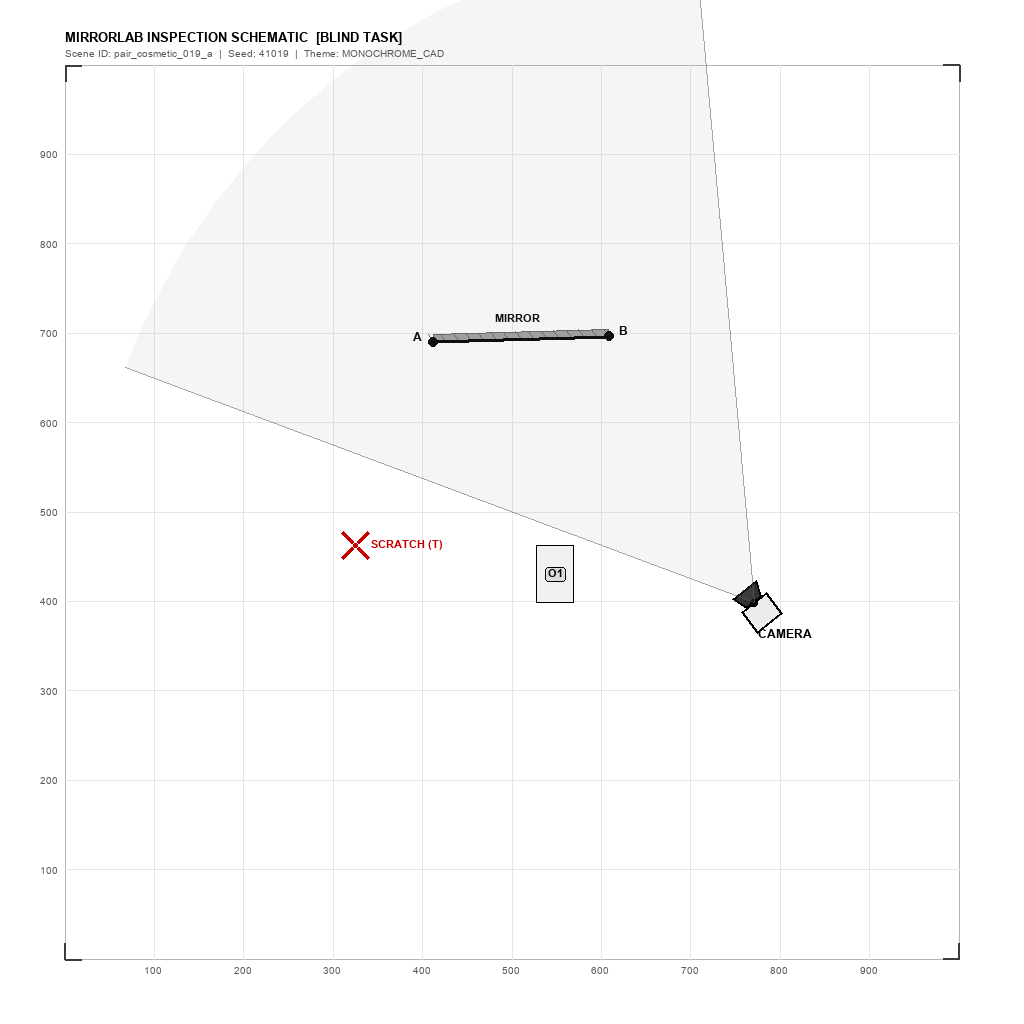 MIRRORLAB INSPECTION SCHEMATIC  [BLIND TASK]
Scene ID: pair_cosmetic_019_a  |  Seed: 41019  |  Theme: MONOCHROME_CAD
900
800
MIRROR
A
B
700
600
500
SCRATCH (T)
O1
400
CAMERA
300
200
100
100 200 300 400 500 600 700 800 900